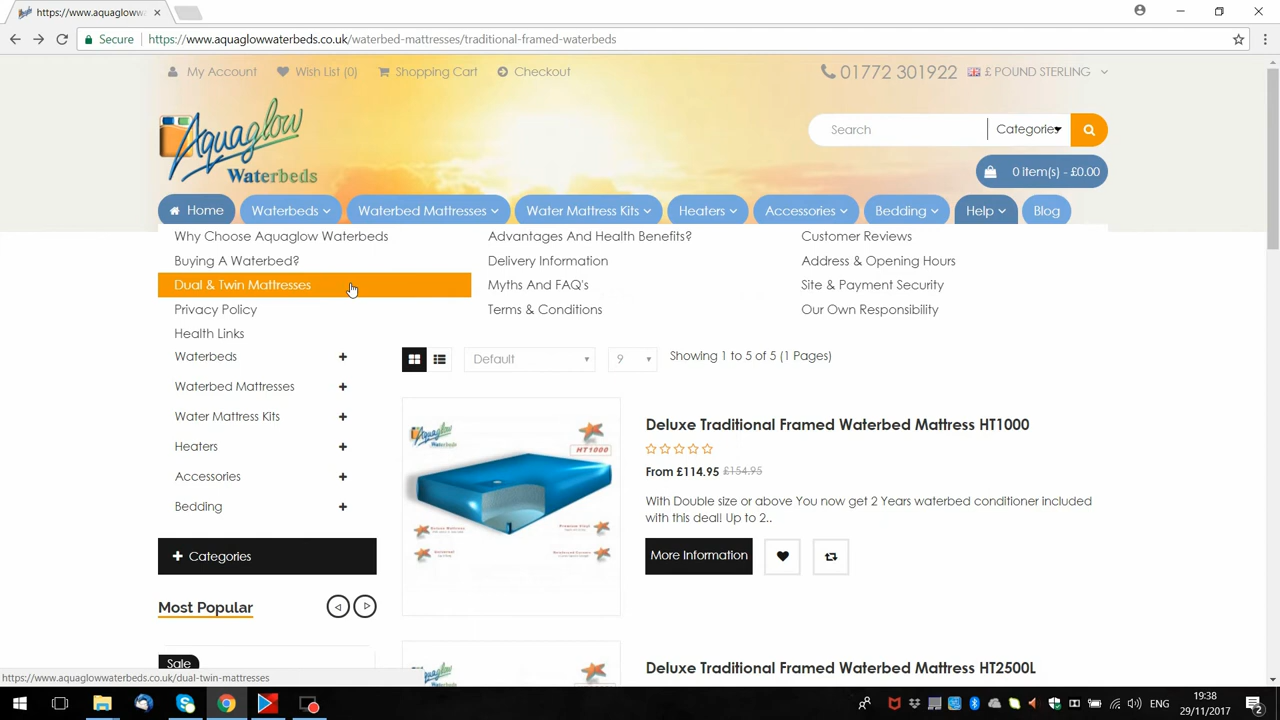 https://www.aquagloww
Secure
https://www.aquaglowwaterbeds.co.uk/waterbed-mattresses/traditional-framed-waterbeds
My Account
Wish List (0)
Shopping Cart
Checkout
01772 301922
£ POUND STERLING
Aquaglow
Waterbeds
Search
Categories
0 item(s) - £0.00
Home
Waterbeds
Waterbed Mattresses
Water Mattress Kits
Heaters
Accessories
Bedding
Help
Blog
Why Choose Aquaglow Waterbeds
Advantages And Health Benefits?
Customer Reviews
Buying A Waterbed?
Delivery Information
Address & Opening Hours
Dual & Twin Mattresses
Myths And FAQ's
Site & Payment Security
Privacy Policy
Terms & Conditions
Our Own Responsibility
Health Links
Waterbeds
Waterbed Mattresses
Water Mattress Kits
Heaters
Accessories
Bedding
Categories
Most Popular
Sale
Default
9
Showing 1 to 5 of 5 (1 Pages)
Aquaglow
HT1000
Deluxe Traditional Framed Waterbed Mattress HT1000
From £114.95 £154.95
With Double size or above You now get 2 Years waterbed conditioner included
with this deal! Up to 2..
More Information
Deluxe Traditional Framed Waterbed Mattress HT2500L
https://www.aquaglowwaterbeds.co.uk/dual-twin-mattresses
ENG
19:38
29/11/2017
2